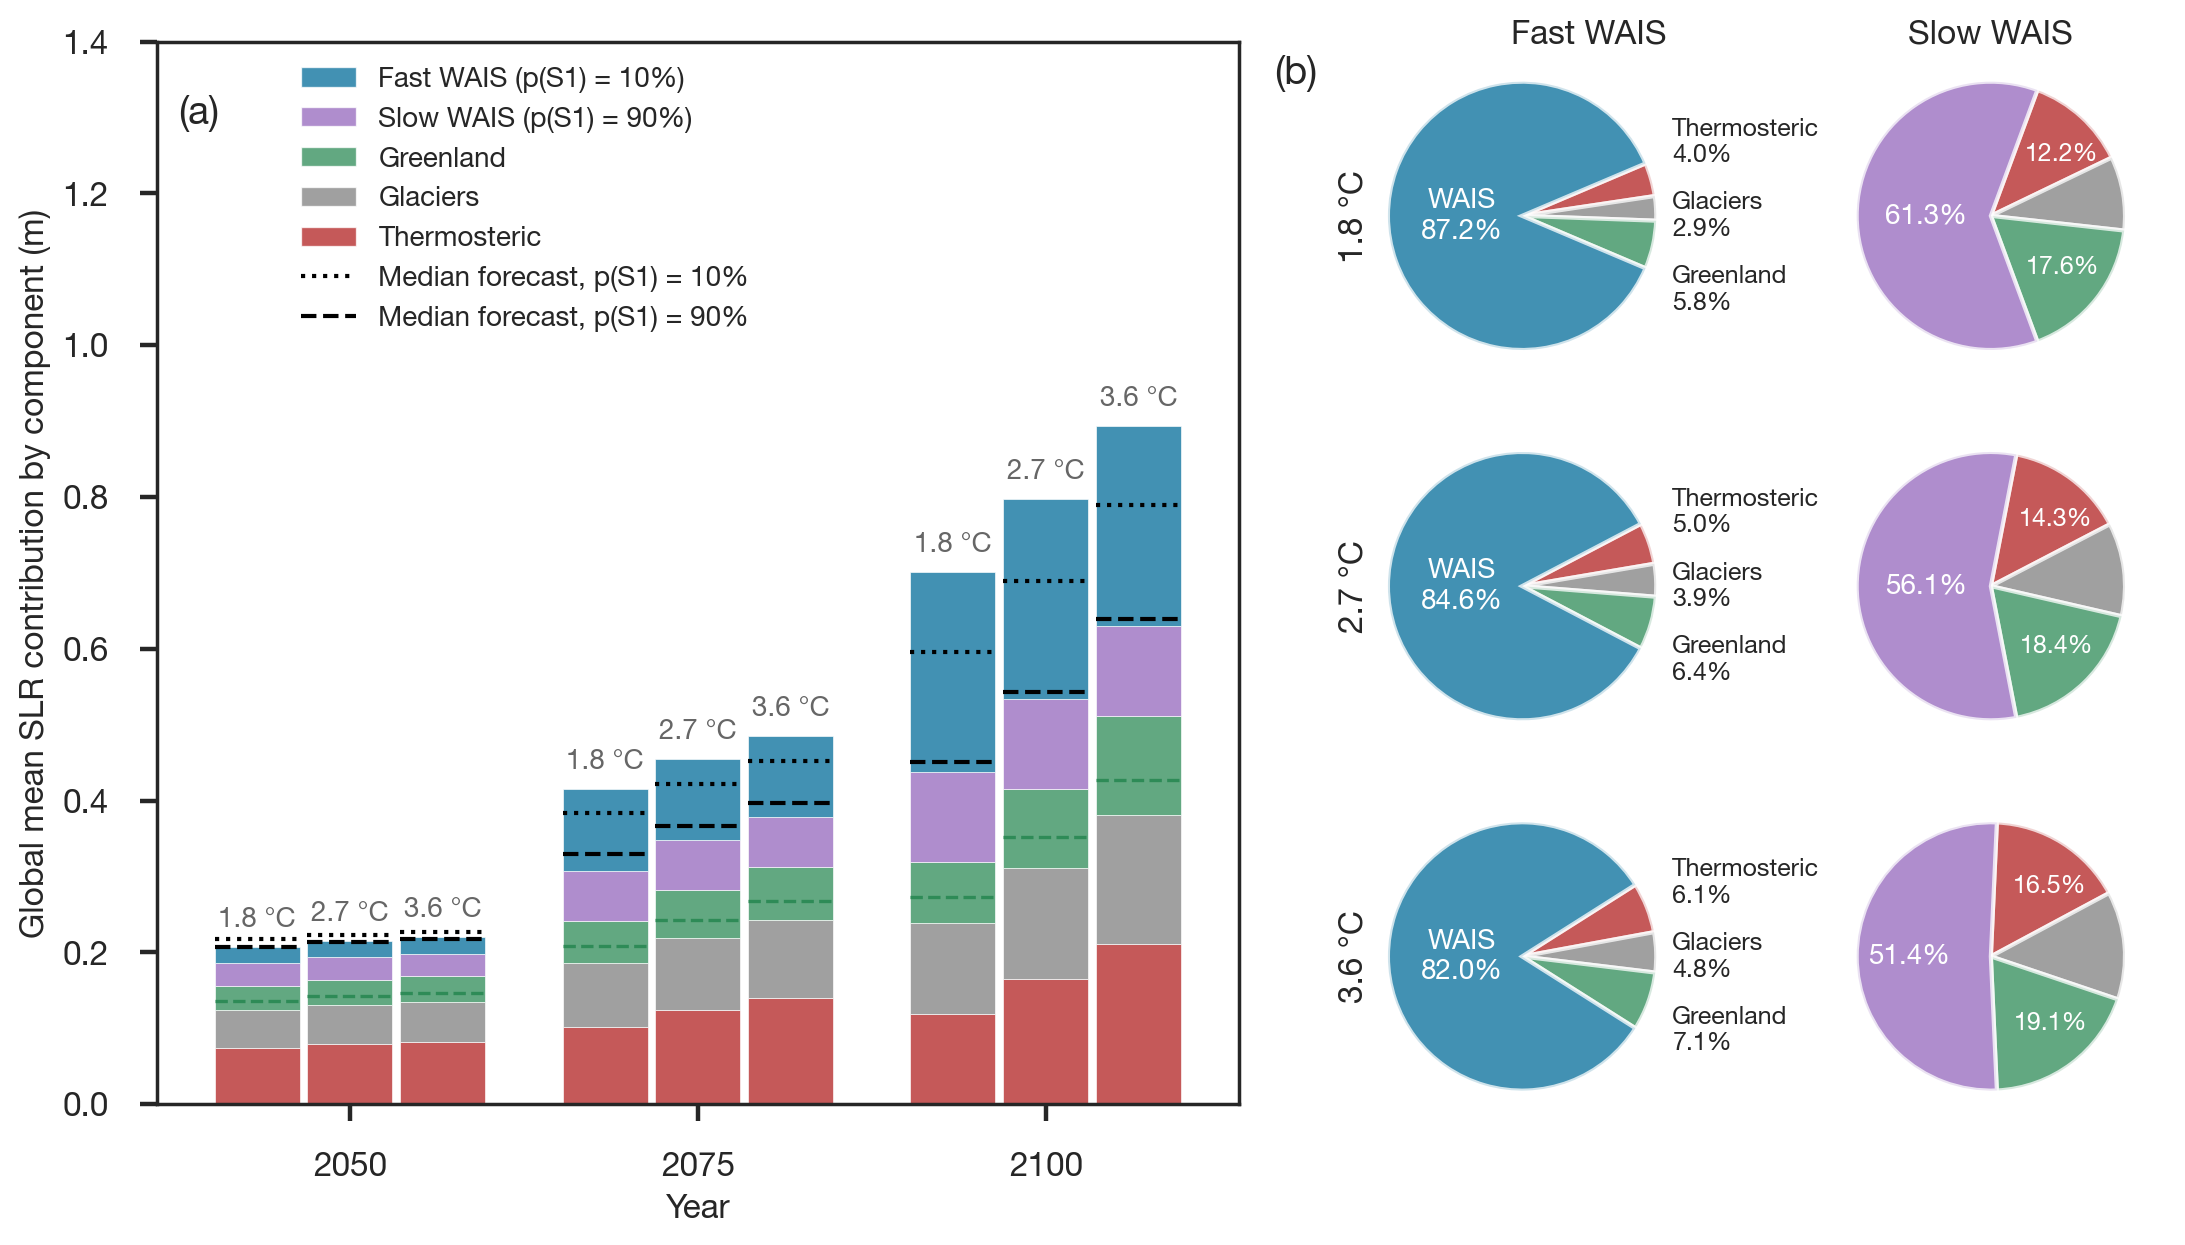 Fast WAIS
Slow WAIS
(a)
(b)
1.4
1.2
1.0
0.8
0.6
0.4
0.2
0.0
Global mean SLR contribution by component (m)
Fast WAIS (p(S1) = 10%)
Slow WAIS (p(S1) = 90%)
Greenland
Glaciers
Thermosteric
Median forecast, p(S1) = 10%
Median forecast, p(S1) = 90%
1.8 °C
2.7 °C
3.6 °C
1.8 °C
2.7 °C
3.6 °C
1.8 °C
2.7 °C
3.6 °C
2050
2075
2100
Year
1.8 °C
WAIS
87.2%
Thermosteric
4.0%
Glaciers
2.9%
Greenland
5.8%
61.3%
12.2%
17.6%
2.7 °C
WAIS
84.6%
Thermosteric
5.0%
Glaciers
3.9%
Greenland
6.4%
56.1%
14.3%
18.4%
3.6 °C
WAIS
82.0%
Thermosteric
6.1%
Glaciers
4.8%
Greenland
7.1%
51.4%
16.5%
19.1%